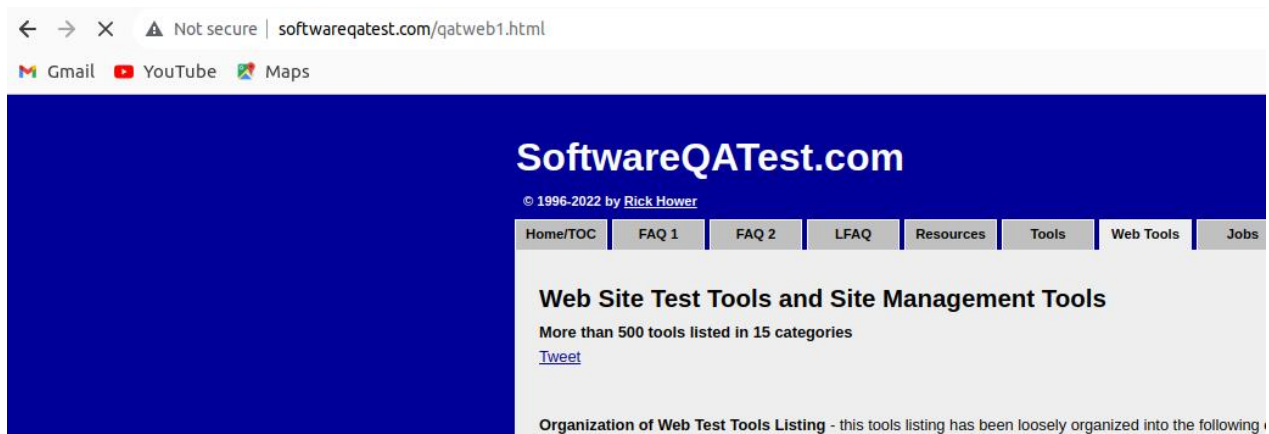 Not secure | softwareqatest.com/qatweb1.html
Gmail YouTube Maps
SoftwareQATest.com
© 1996-2022 by Rick Hower
Home/TOC FAQ 1 FAQ 2 LFAQ Resources Tools Web Tools Jobs
Web Site Test Tools and Site Management Tools
More than 500 tools listed in 15 categories
Tweet
Organization of Web Test Tools Listing - this tools listing has been loosely organized into the following